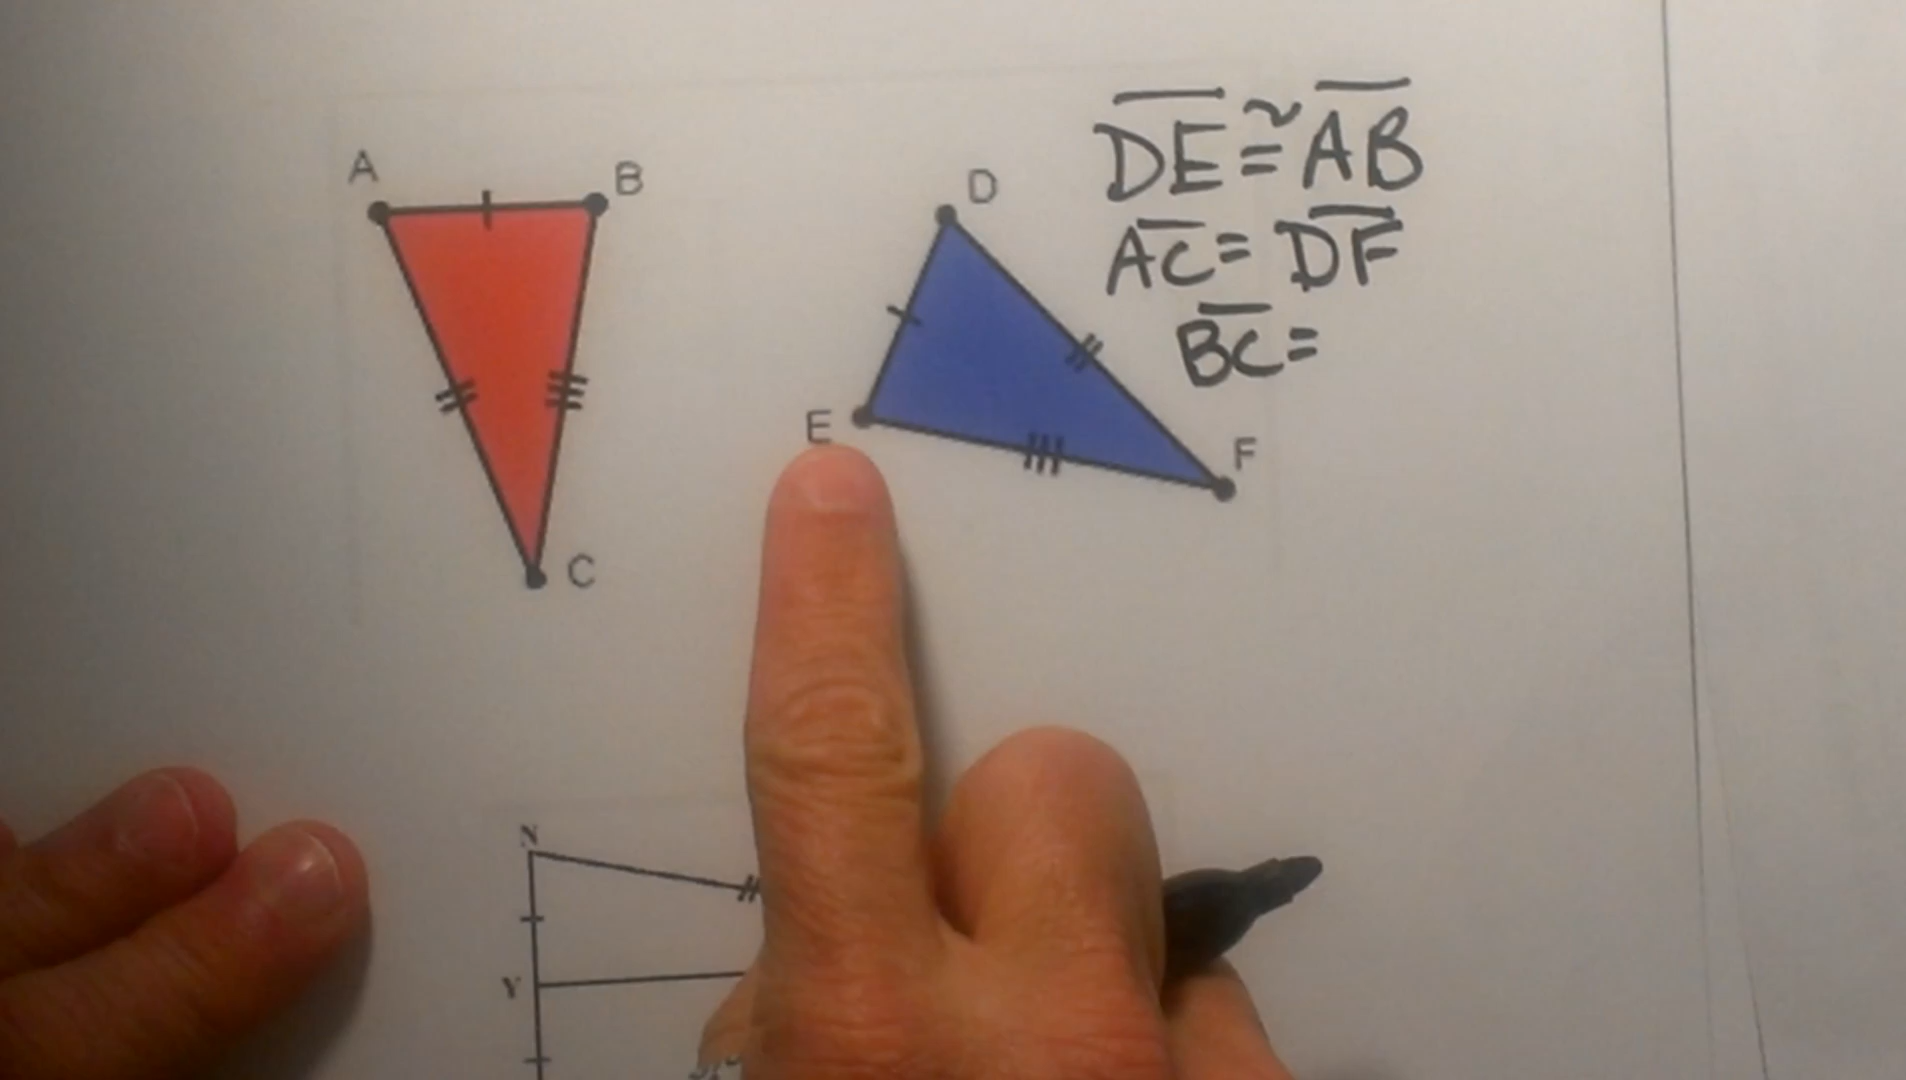 A
B
C
D
E
F
DE ≅ AB
AC = DF
BC =
N
Y